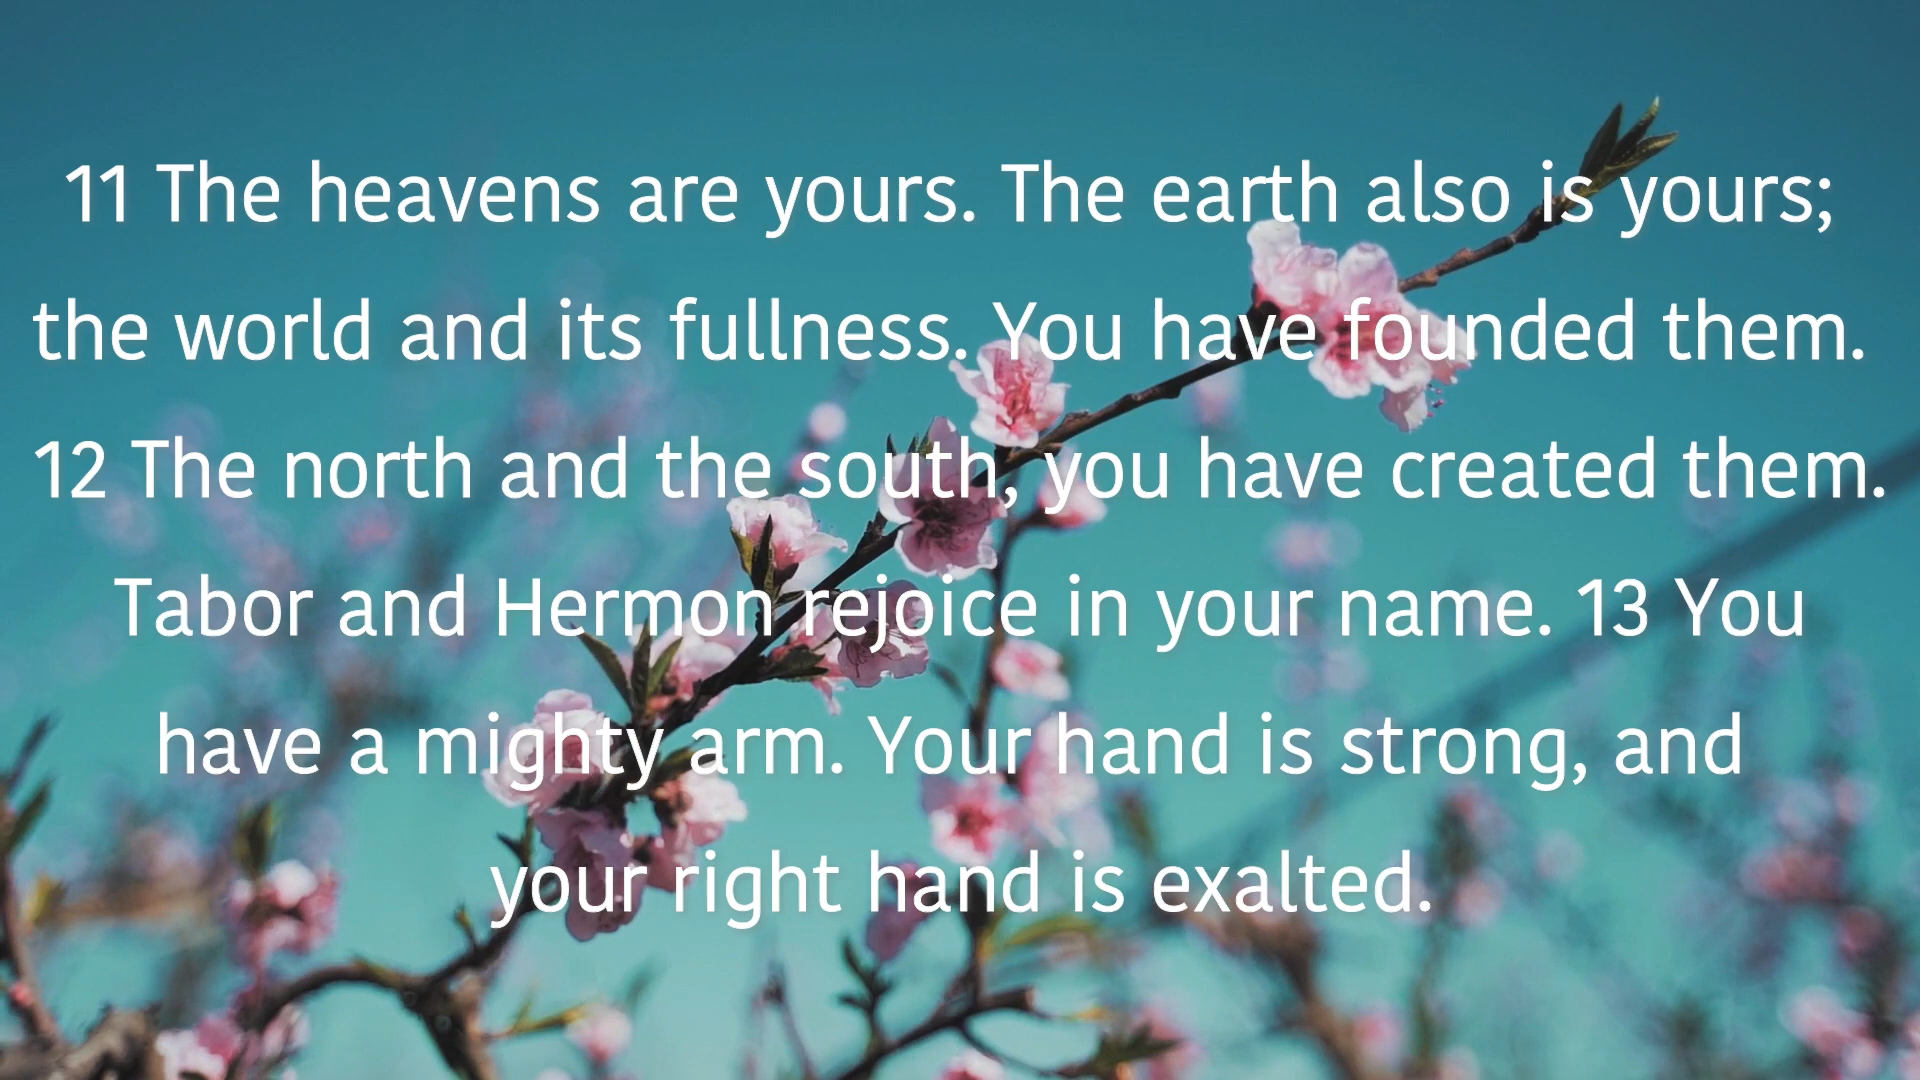 11 The heavens are yours. The earth also is yours;
the world and its fullness. You have founded them.
12 The north and the south, you have created them.
Tabor and Hermon rejoice in your name. 13 You
have a mighty arm. Your hand is strong, and
your right hand is exalted.